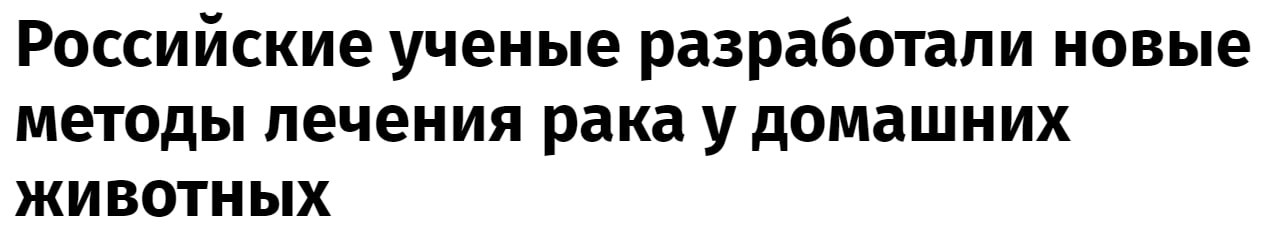 Российские ученые разработали новые
методы лечения рака у домашних
животных